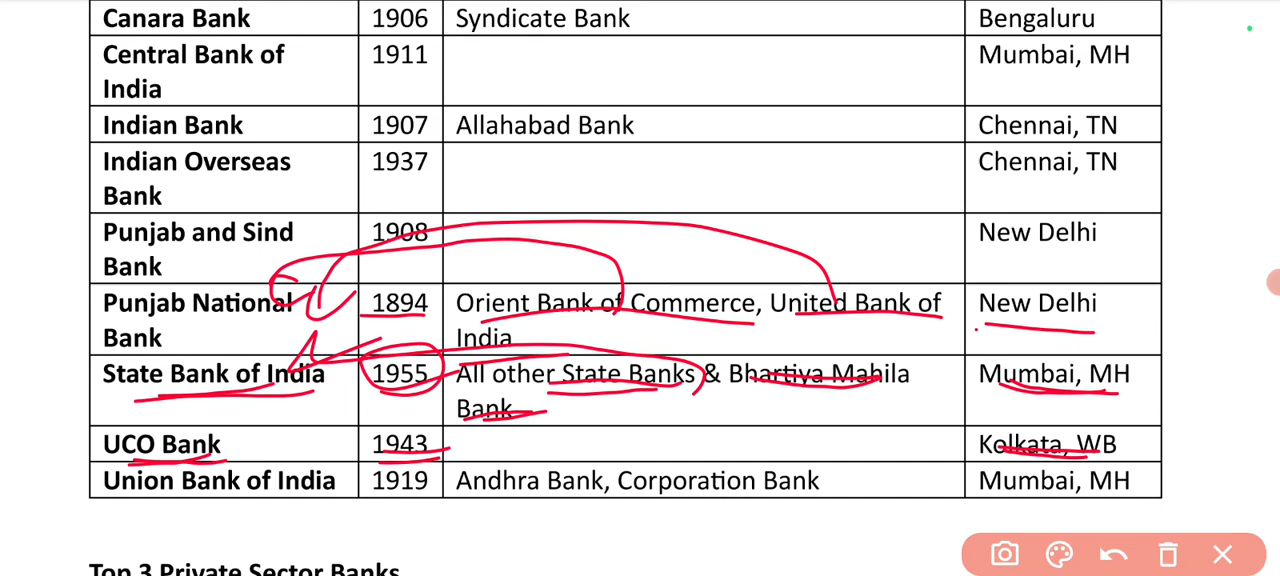 Canara Bank 1906 Syndicate Bank Bengaluru
Central Bank of 1911 Mumbai, MH
India
Indian Bank 1907 Allahabad Bank Chennai, TN
Indian Overseas 1937 Chennai, TN
Bank
Punjab and Sind 1908 New Delhi
Bank
Punjab National 1894 Orient Bank of Commerce, United Bank of New Delhi
Bank India
State Bank of India 1955 All other State Banks & Bhartiya Mahila Mumbai, MH
Bank
UCO Bank 1943 Kolkata, WB
Union Bank of India 1919 Andhra Bank, Corporation Bank Mumbai, MH
Top 3 Private Sector Banks